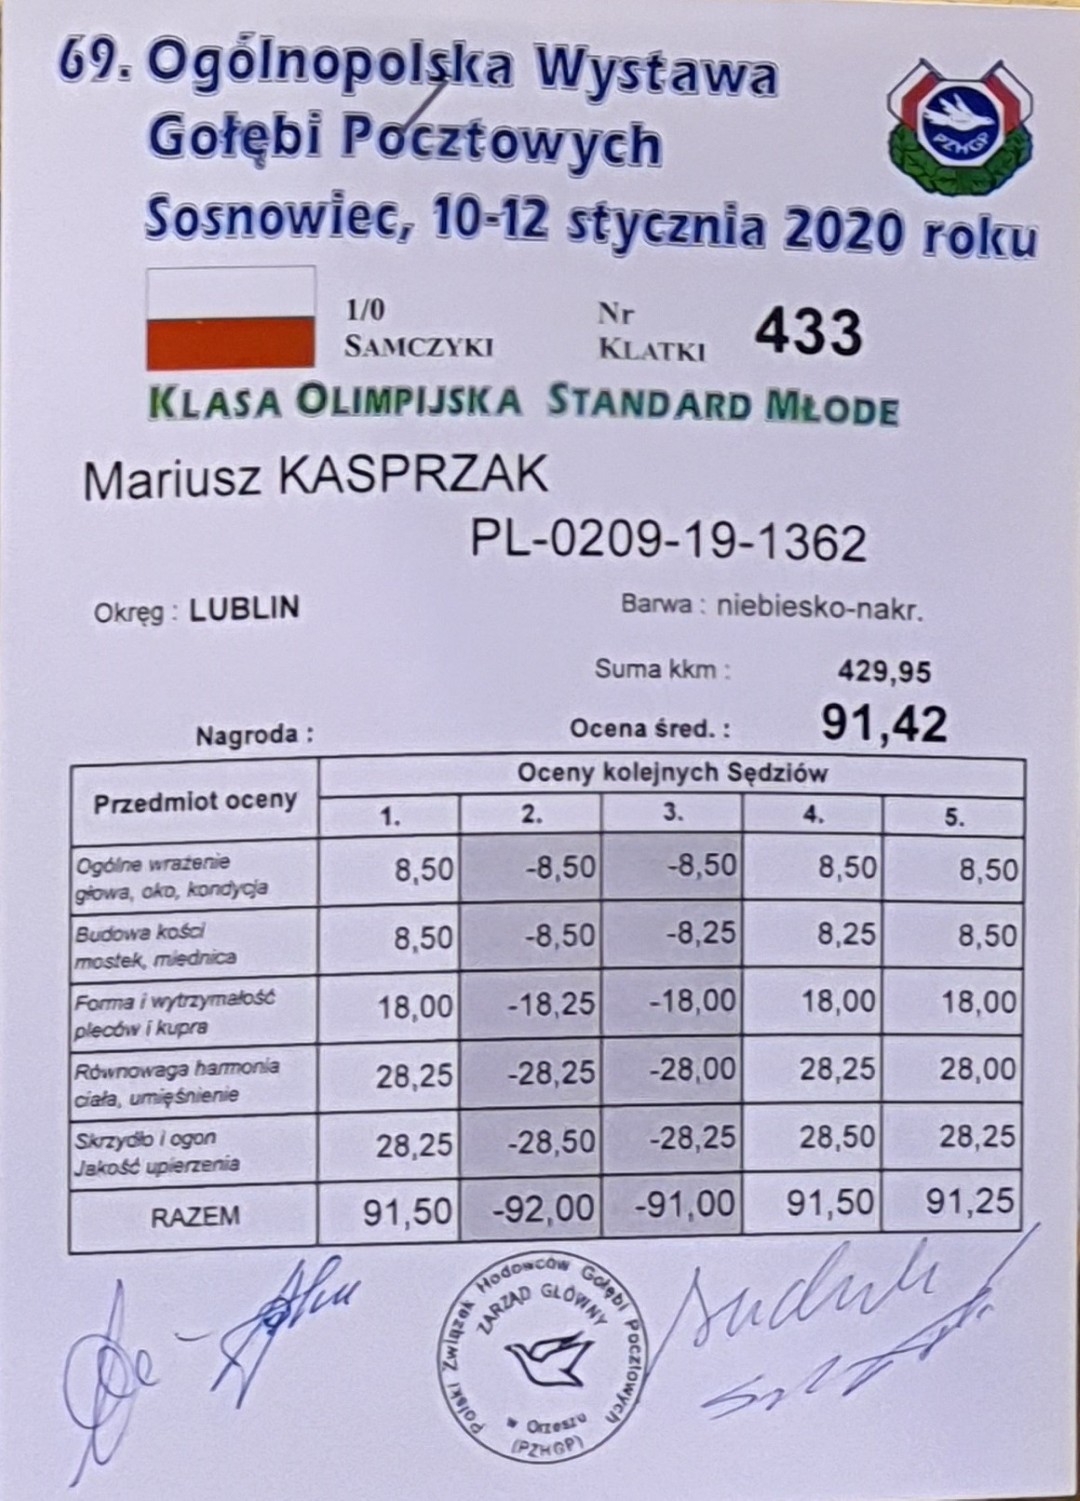 69. Ogólnopolska Wystawa
Gołębi Pocztowych
Sosnowiec, 10-12 stycznia 2020 roku
PZHGP
1/0
SAMCZYKI
Nr
KLATKI
433
KLASA OLIMPIJSKA STANDARD MŁODE
Mariusz KASPRZAK
PL-0209-19-1362
Okręg : LUBLIN
Barwa : niebiesko-nakr.
Suma kkm : 429,95
Nagroda :
Ocena śred. : 91,42
Przedmiot oceny
Oceny kolejnych Sędziów
1. 2. 3. 4. 5.
Ogólne wrażenie
głowa, oko, kondycja
8,50 -8,50 -8,50 8,50 8,50
Budowa kości
mostek, miednica
8,50 -8,50 -8,25 8,25 8,50
Forma i wytrzymałość
pleców i kupra
18,00 -18,25 -18,00 18,00 18,00
Równowaga harmonia
ciała, umięśnienie
28,25 -28,25 -28,00 28,25 28,00
Skrzydło i ogon
Jakość upierzenia
28,25 -28,50 -28,25 28,50 28,25
RAZEM 91,50 -92,00 -91,00 91,50 91,25
Polski Związek Hodowców Gołębi Pocztowych
ZARZĄD GŁÓWNY
w Orzeszu
(PZHGP)